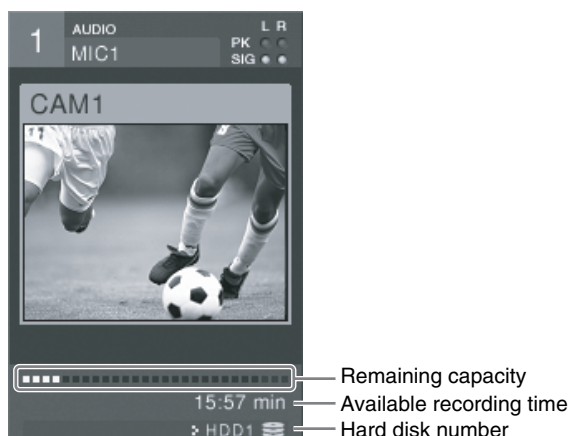 1
AUDIO
L R
MIC1
PK
SIG
CAM1
Remaining capacity
15:57 min
Available recording time
HDD1
Hard disk number